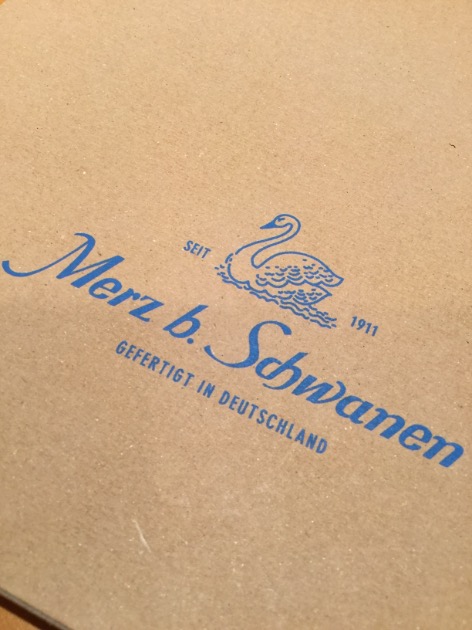 SEIT 1911
Merz b. Schwanen
GEFERTIGT IN DEUTSCHLAND